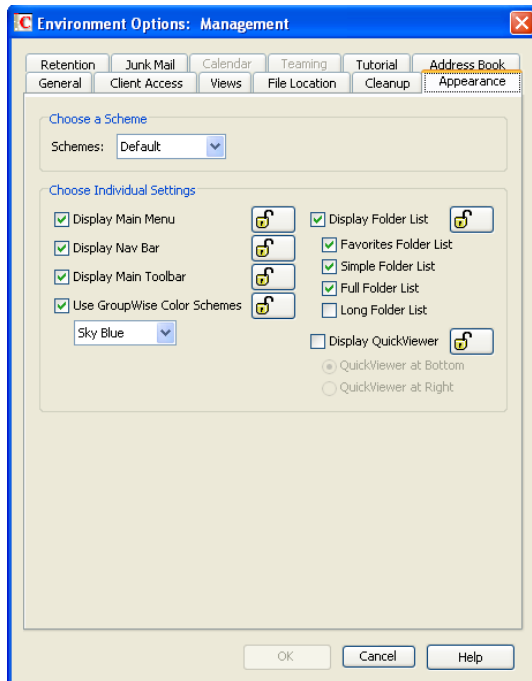 Environment Options: Management
Retention Junk Mail Calendar Teaming Tutorial Address Book
General Client Access Views File Location Cleanup Appearance
Choose a Scheme
Schemes: Default
Choose Individual Settings
Display Main Menu Display Folder List
Display Nav Bar Favorites Folder List
Simple Folder List
Display Main Toolbar Full Folder List
Use GroupWise Color Schemes Long Folder List
Sky Blue Display QuickViewer
QuickViewer at Bottom
QuickViewer at Right
OK Cancel Help